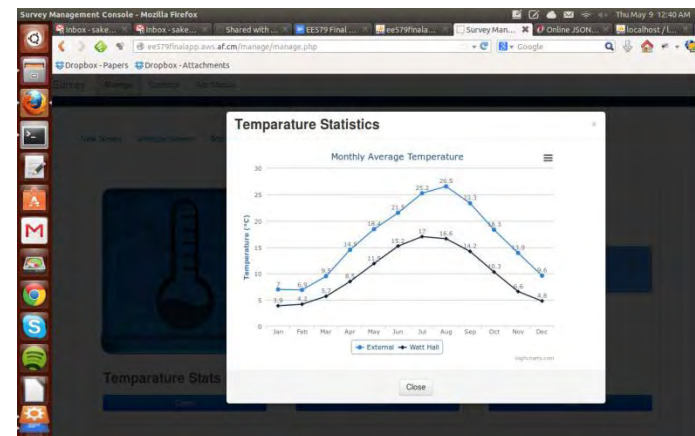 Survey Management Console - Mozilla Firefox
Thu May 9 12:40 AM
Inbox - sake...
Inbox - sake...
Shared with ...
EE579 Final ...
ee579finala...
Survey Man...
Online JSON...
localhost / l...
ee579finalapp.aws.af.cm/manage/manage.php
Google
Dropbox - Papers
Dropbox - Attachments
Survey
Manage
Temparature Statistics
×
Monthly Average Temperature
Temperature (°C)
30
25
20
15
10
5
0
7
6.9
9.5
14.5
18.4
21.5
25.2
26.5
23.3
18.3
13.9
9.6
3.9
4.2
5.7
8.5
11.9
15.2
17
16.6
14.2
10.3
6.6
4.8
Jan Feb Mar Apr May Jun Jul Aug Sep Oct Nov Dec
External
Watt Hall
Highcharts.com
Close
Temparature Stats